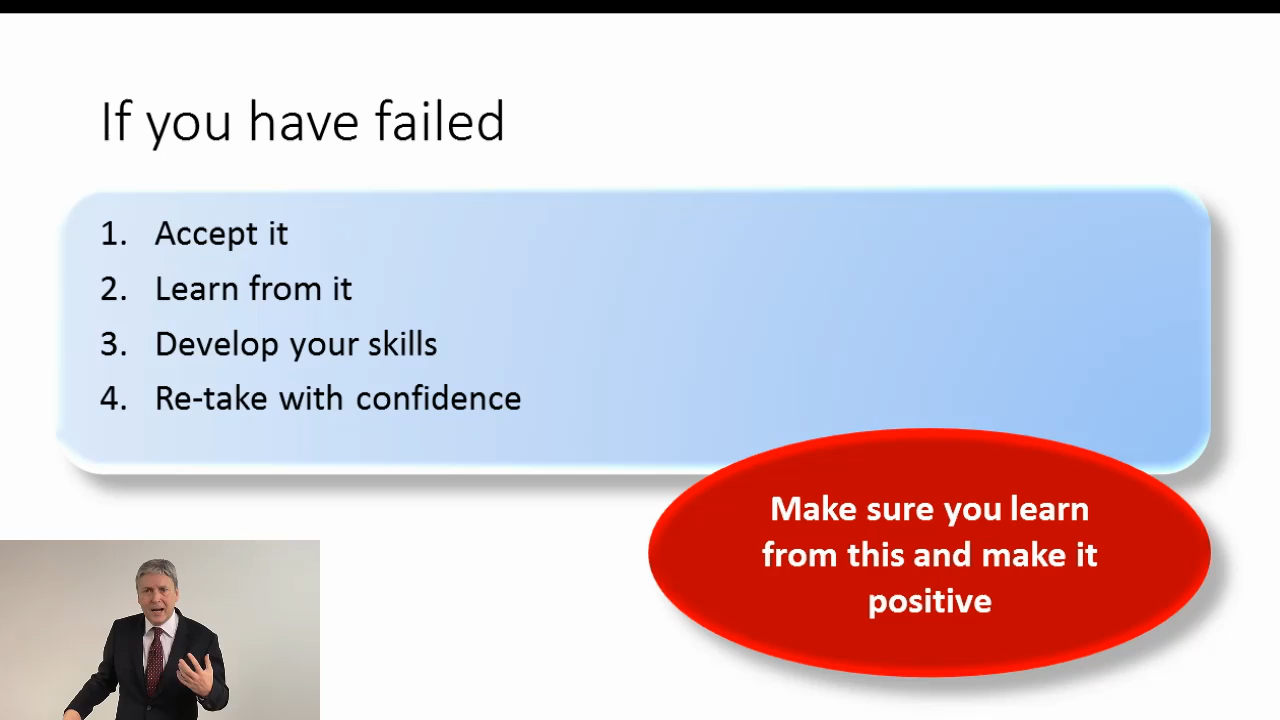 If you have failed
1. Accept it
2. Learn from it
3. Develop your skills
4. Re-take with confidence
Make sure you learn
from this and make it
positive